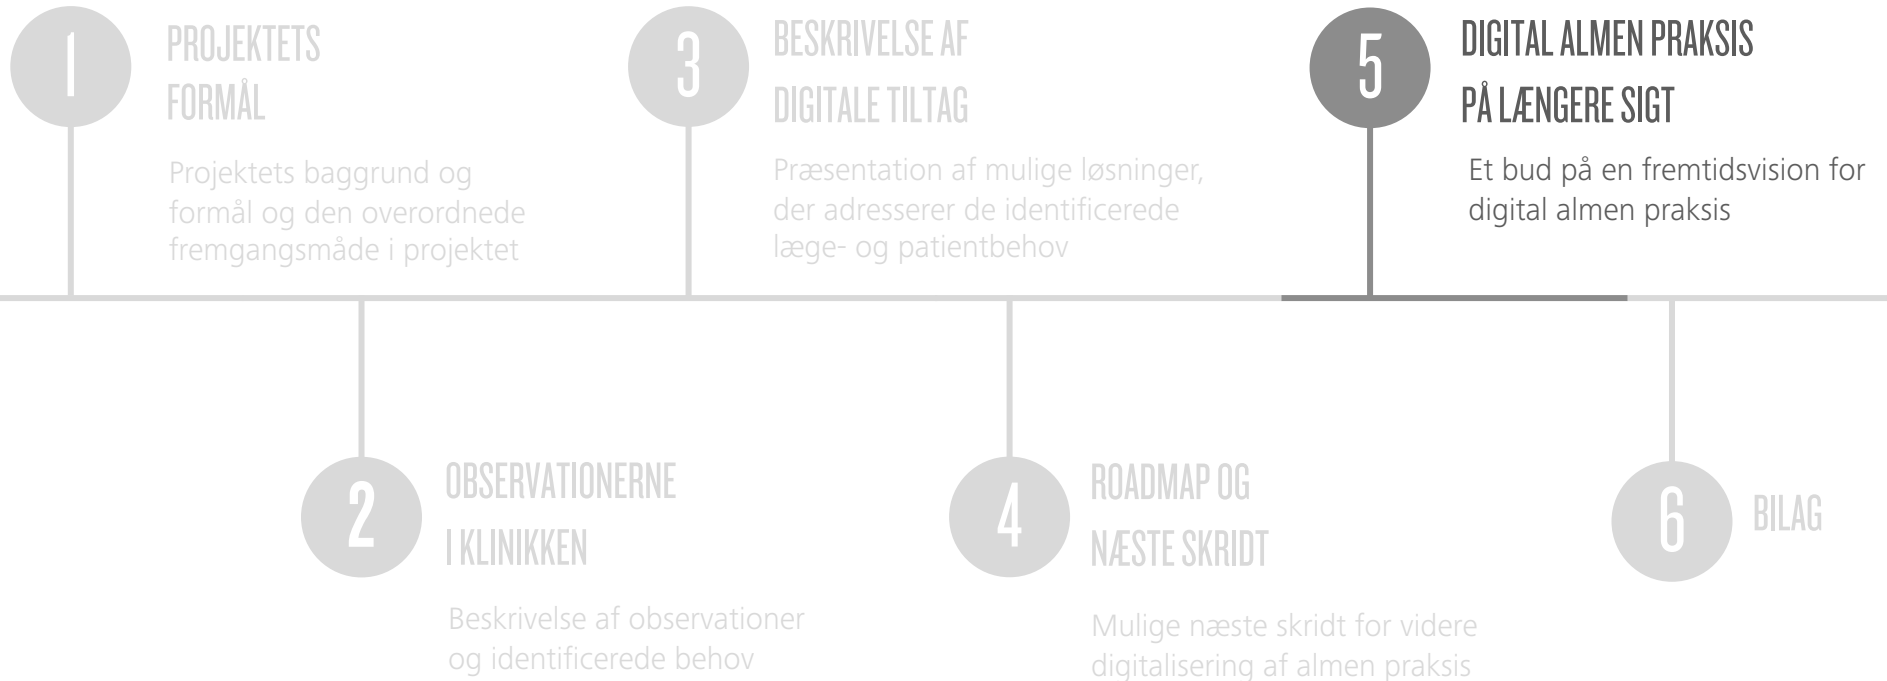 1
PROJEKTETS
FORMÅL
Projektets baggrund og
formål og den overordnede
fremgangsmåde i projektet
2
OBSERVATIONERNE
I KLINIKKEN
Beskrivelse af observationer
og identificerede behov
3
BESKRIVELSE AF
DIGITALE TILTAG
Præsentation af mulige løsninger,
der adresserer de identificerede
læge- og patientbehov
4
ROADMAP OG
NÆSTE SKRIDT
Mulige næste skridt for videre
digitalisering af almen praksis
5
DIGITAL ALMEN PRAKSIS
PÅ LÆNGERE SIGT
Et bud på en fremtidsvision for
digital almen praksis
6
BILAG